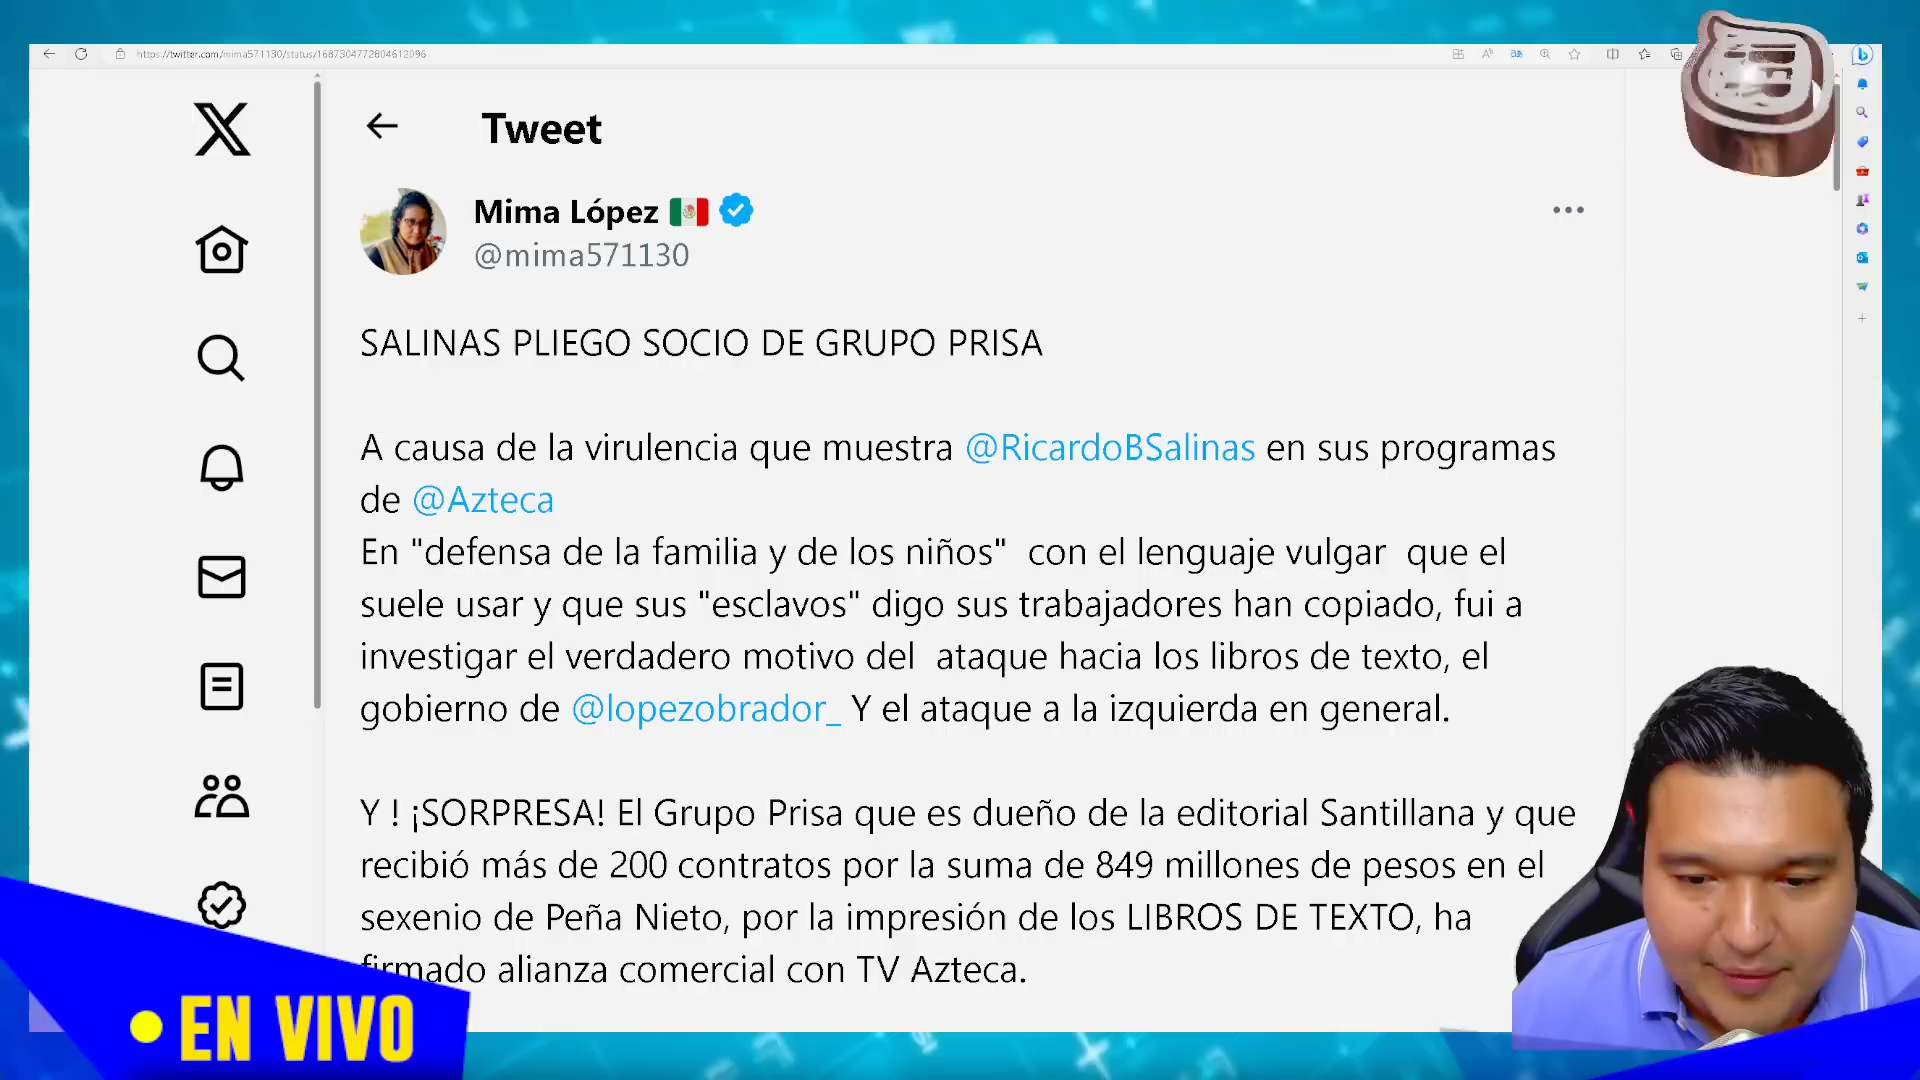 https://twitter.com/mima571130/status/1687304772804612096
Tweet
Mima López
@mima571130
SALINAS PLIEGO SOCIO DE GRUPO PRISA
A causa de la virulencia que muestra @RicardoBSalinas en sus programas
de @Azteca
En "defensa de la familia y de los niños"  con el lenguaje vulgar  que el
suele usar y que sus "esclavos" digo sus trabajadores han copiado, fui a
investigar el verdadero motivo del  ataque hacia los libros de texto, el
gobierno de @lopezobrador_ Y el ataque a la izquierda en general.
Y ! ¡SORPRESA! El Grupo Prisa que es dueño de la editorial Santillana y que
recibió más de 200 contratos por la suma de 849 millones de pesos en el
sexenio de Peña Nieto, por la impresión de los LIBROS DE TEXTO, ha
firmado alianza comercial con TV Azteca.
EN VIVO